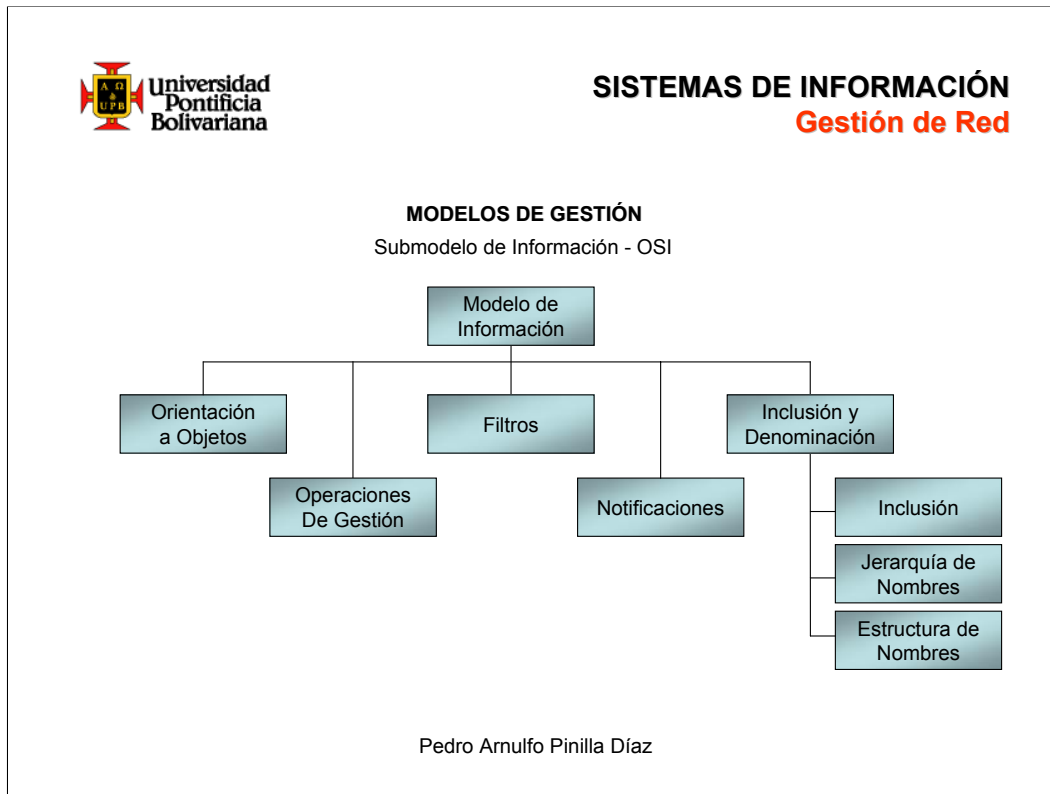 A Ω
UPB
Universidad
Pontificia
Bolivariana
SISTEMAS DE INFORMACIÓN
Gestión de Red
MODELOS DE GESTIÓN
Submodelo de Información - OSI
Modelo de
Información
Orientación
a Objetos
Filtros
Inclusión y
Denominación
Operaciones
De Gestión
Notificaciones
Inclusión
Jerarquía de
Nombres
Estructura de
Nombres
Pedro Arnulfo Pinilla Díaz